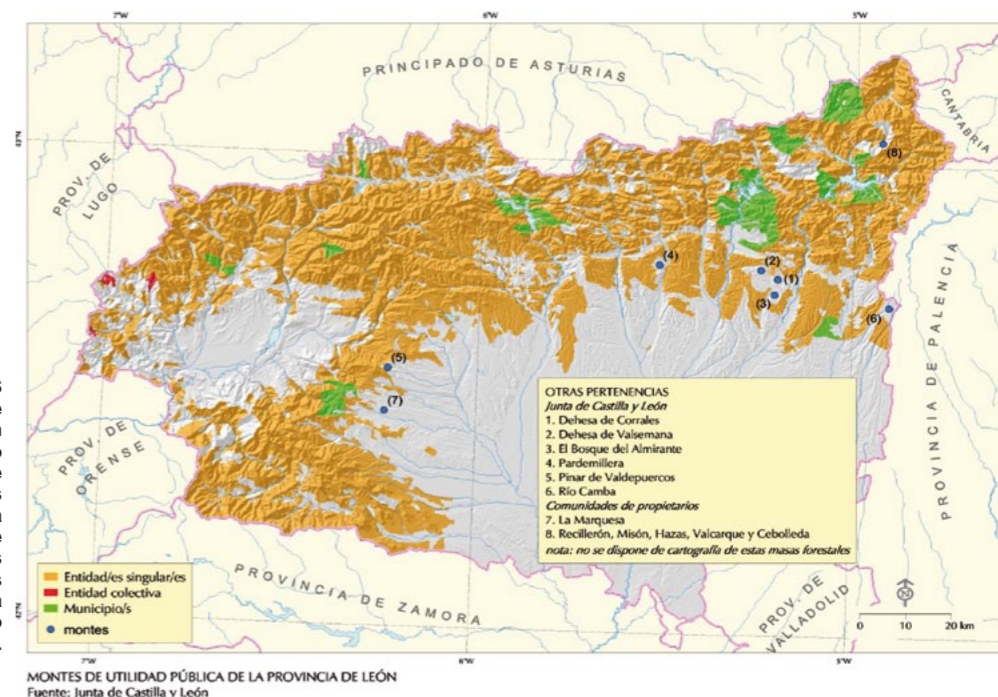 7°W
6°W
5°W
PRINCIPADO DE ASTURIAS
CANTABRIA
43°N
PROV. DE
LUGO
(8)
(4)
(2)
(1)
(3)
(6)
(5)
(7)
PROVINCIA DE PALENCIA
PROV. DE
ORENSE
OTRAS PERTENENCIAS
Junta de Castilla y León
1. Dehesa de Corrales
2. Dehesa de Valsemana
3. El Bosque del Almirante
4. Pardemillera
5. Pinar de Valdepuercos
6. Río Camba
Comunidades de propietarios
7. La Marquesa
8. Recillerón, Misón, Hazas, Valcarque y Cebolleda
nota: no se dispone de cartografía de estas masas forestales
Entidad/es singular/es
Entidad colectiva
Municipio/s
montes
PROVINCIA DE ZAMORA
PROV. DE
VALLADOLID
N
0 10 20 km
42°N
7°W
6°W
5°W
MONTES DE UTILIDAD PÚBLICA DE LA PROVINCIA DE LEÓN
Fuente: Junta de Castilla y León